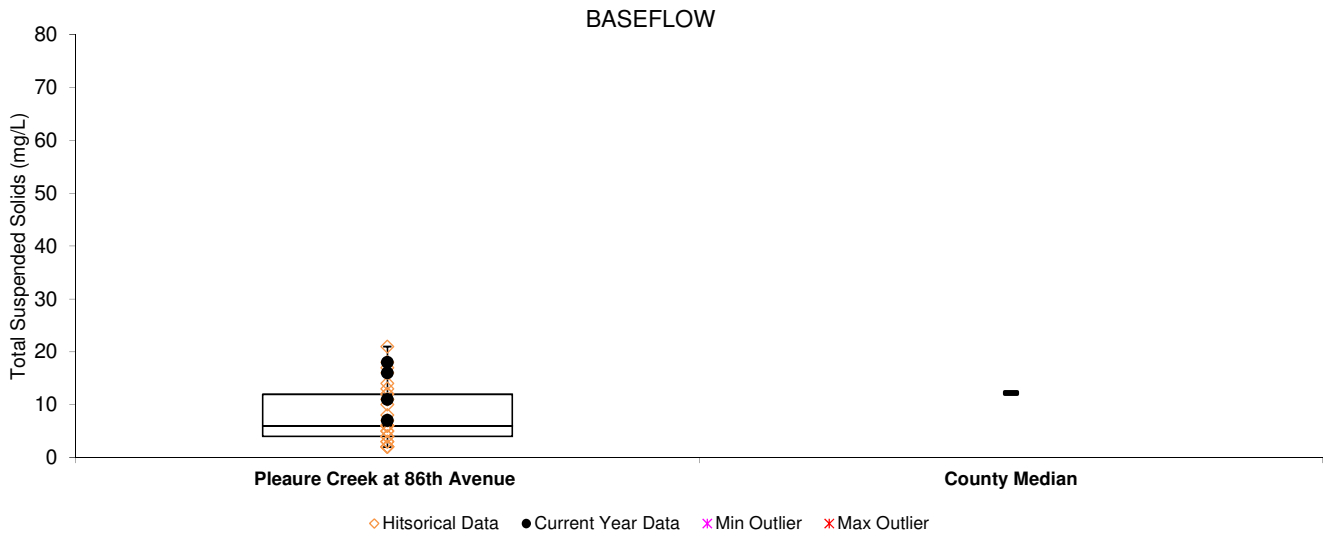 BASEFLOW
Total Suspended Solids (mg/L)
80
70
60
50
40
30
20
10
0
Pleaure Creek at 86th Avenue
County Median
Hitsorical Data
Current Year Data
Min Outlier
Max Outlier